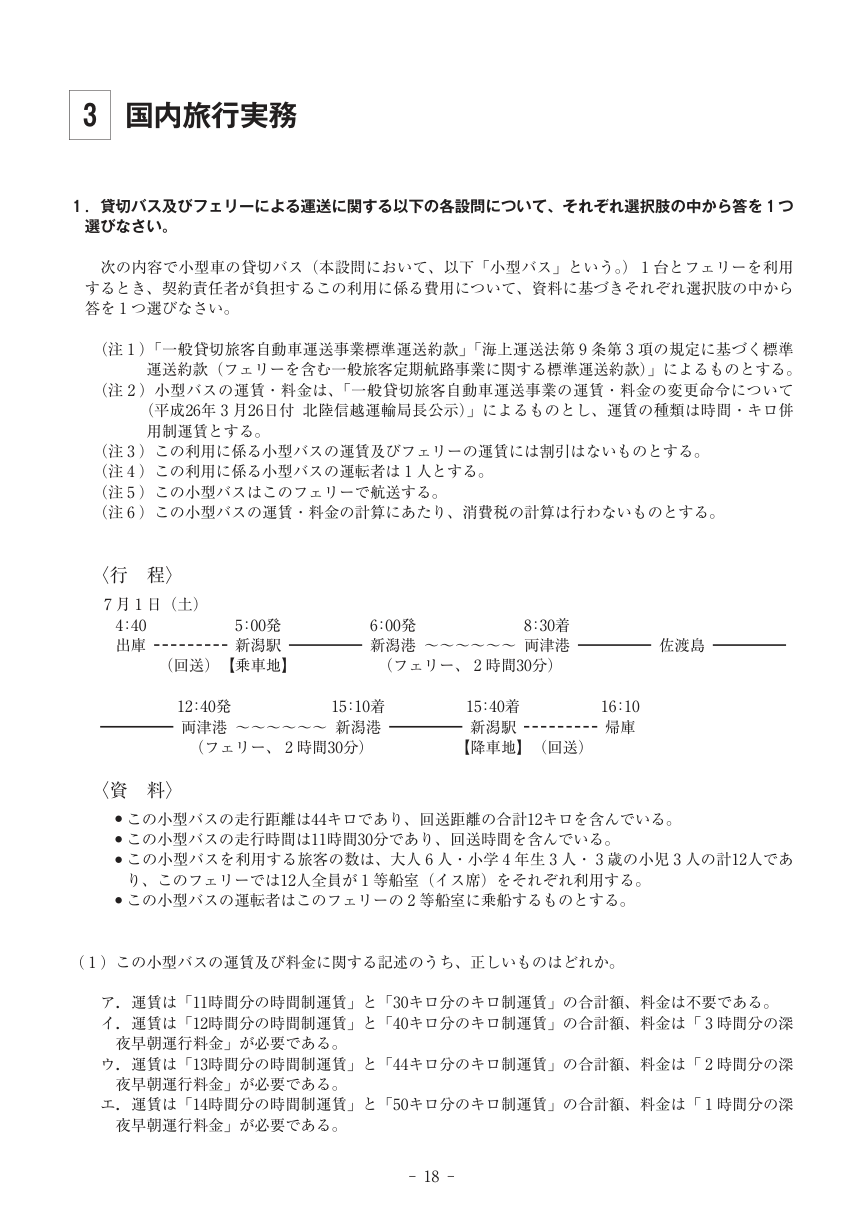 3 国内旅行実務
1．貸切バス及びフェリーによる運送に関する以下の各設問について、それぞれ選択肢の中から答を1つ
選びなさい。
次の内容で小型車の貸切バス（本設問において、以下「小型バス」という。）1台とフェリーを利用
するとき、契約責任者が負担するこの利用に係る費用について、資料に基づきそれぞれ選択肢の中から
答を1つ選びなさい。
（注1）「一般貸切旅客自動車運送事業標準運送約款」「海上運送法第9条第3項の規定に基づく標準
運送約款（フェリーを含む一般旅客定期航路事業に関する標準運送約款）」によるものとする。
（注2）小型バスの運賃・料金は、「一般貸切旅客自動車運送事業の運賃・料金の変更命令について
（平成26年3月26日付 北陸信越運輸局長公示）」によるものとし、運賃の種類は時間・キロ併
用制運賃とする。
（注3）この利用に係る小型バスの運賃及びフェリーの運賃には割引はないものとする。
（注4）この利用に係る小型バスの運転者は1人とする。
（注5）この小型バスはこのフェリーで航送する。
（注6）この小型バスの運賃・料金の計算にあたり、消費税の計算は行わないものとする。
〈行　程〉
7月1日（土）
4:40 5:00発 6:00発 8:30着
出庫 --------- 新潟駅 ――――― 新潟港 ～～～～～～ 両津港 ――――― 佐渡島 ―――――
（回送）【乗車地】 （フェリー、2時間30分）
12:40発 15:10着 15:40着 16:10
――――― 両津港 ～～～～～～ 新潟港 ――――― 新潟駅 --------- 帰庫
（フェリー、2時間30分） 【降車地】（回送）
〈資　料〉
●この小型バスの走行距離は44キロであり、回送距離の合計12キロを含んでいる。
●この小型バスの走行時間は11時間30分であり、回送時間を含んでいる。
●この小型バスを利用する旅客の数は、大人6人・小学4年生3人・3歳の小児3人の計12人であ
り、このフェリーでは12人全員が1等船室（イス席）をそれぞれ利用する。
●この小型バスの運転者はこのフェリーの2等船室に乗船するものとする。
（1）この小型バスの運賃及び料金に関する記述のうち、正しいものはどれか。
ア．運賃は「11時間分の時間制運賃」と「30キロ分のキロ制運賃」の合計額、料金は不要である。
イ．運賃は「12時間分の時間制運賃」と「40キロ分のキロ制運賃」の合計額、料金は「3時間分の深
夜早朝運行料金」が必要である。
ウ．運賃は「13時間分の時間制運賃」と「44キロ分のキロ制運賃」の合計額、料金は「2時間分の深
夜早朝運行料金」が必要である。
エ．運賃は「14時間分の時間制運賃」と「50キロ分のキロ制運賃」の合計額、料金は「1時間分の深
夜早朝運行料金」が必要である。
- 18 -